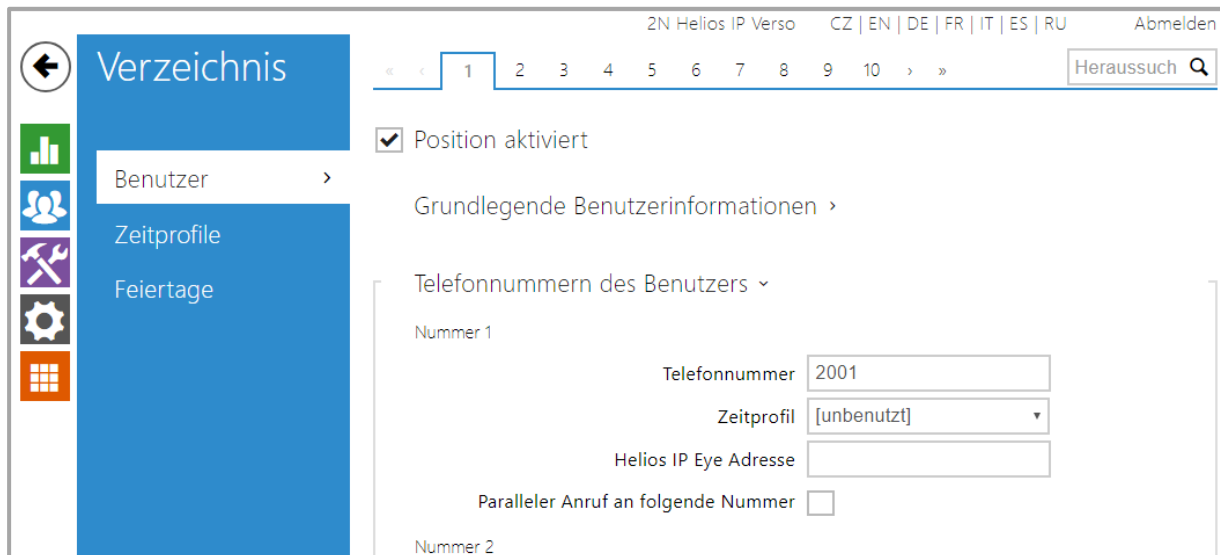 2N Helios IP Verso CZ | EN | DE | FR | IT | ES | RU Abmelden
Verzeichnis
« ‹ 1 2 3 4 5 6 7 8 9 10 › »
Heraussuch
Position aktiviert
Benutzer ›
Grundlegende Benutzerinformationen ›
Zeitprofile
Feiertage
Telefonnummern des Benutzers
Nummer 1
Telefonnummer 2001
Zeitprofil [unbenutzt]
Helios IP Eye Adresse
Paralleler Anruf an folgende Nummer
Nummer 2